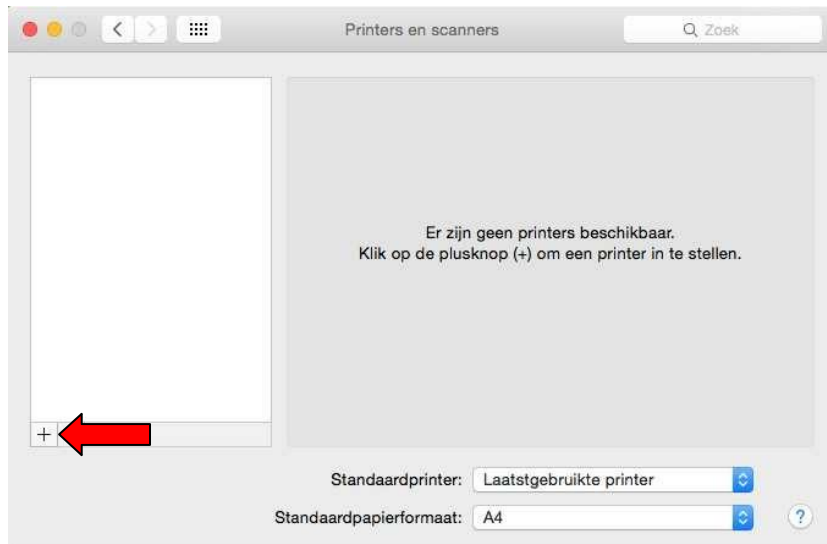 Printers en scanners
Zoek
Er zijn geen printers beschikbaar.
Klik op de plusknop (+) om een printer in te stellen.
+
Standaardprinter: Laatstgebruikte printer
Standaardpapierformaat: A4
?